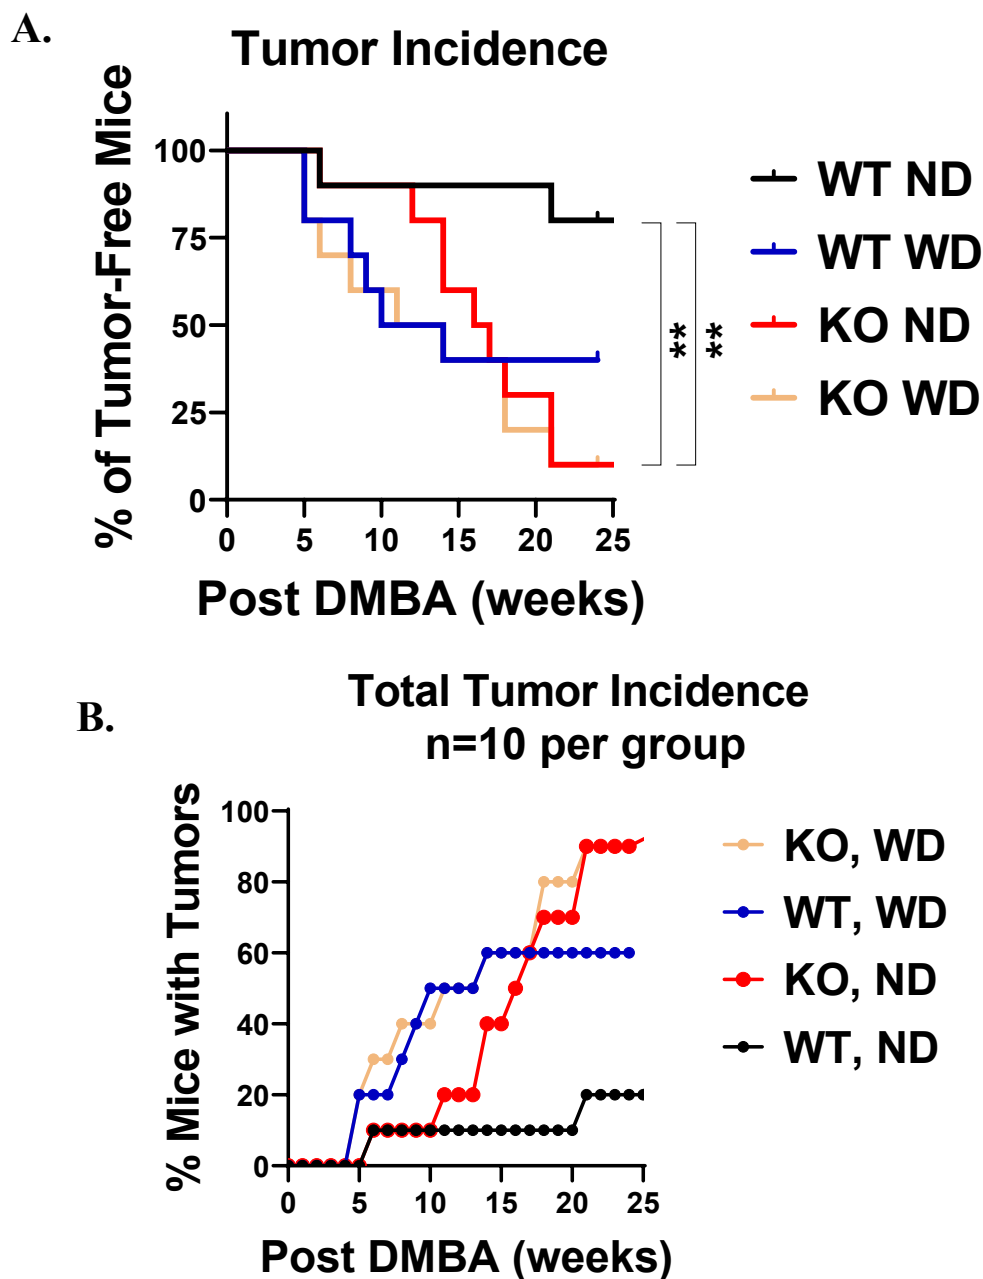 A.
Tumor Incidence
% of Tumor-Free Mice
100
75
50
25
0
0 5 10 15 20 25
Post DMBA (weeks)
WT ND
WT WD
KO ND
KO WD
**
**
B.
Total Tumor Incidence
n=10 per group
% Mice with Tumors
100
80
60
40
20
0
0 5 10 15 20 25
Post DMBA (weeks)
KO, WD
WT, WD
KO, ND
WT, ND